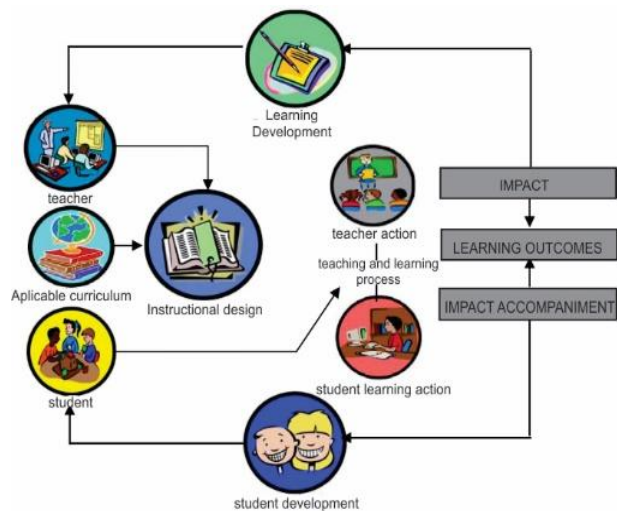 Learning
Development
teacher
Aplicable curriculum
Instructional design
student
teacher action
teaching and learning
process
student learning action
student development
IMPACT
LEARNING OUTCOMES
IMPACT ACCOMPANIMENT